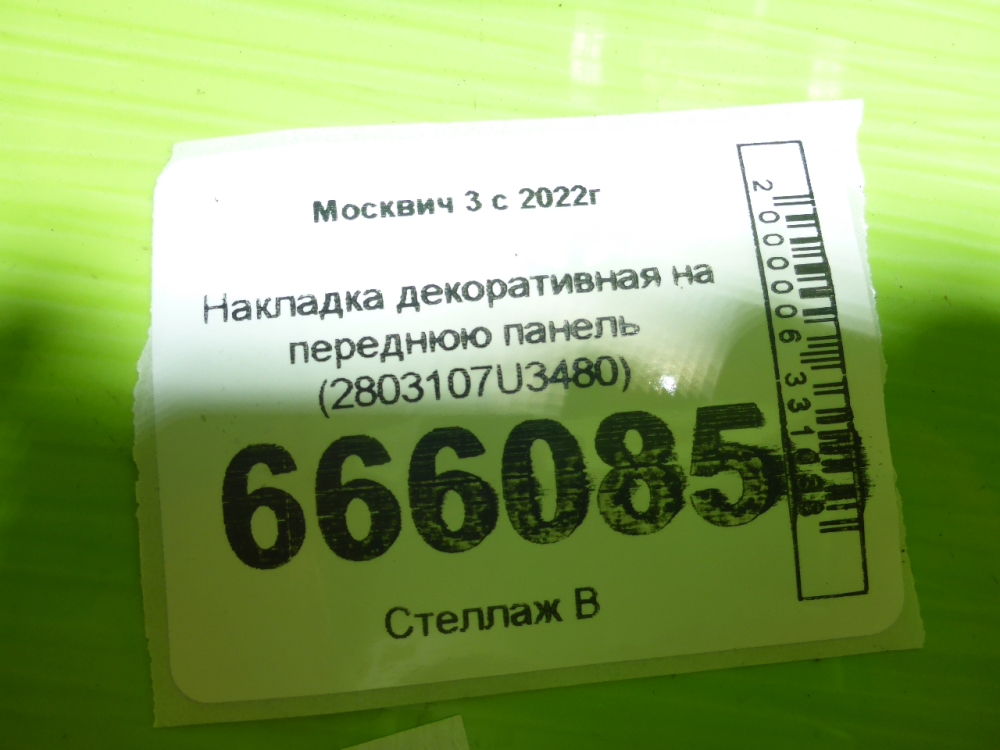 Москвич 3 с 2022г
Накладка декоративная на
переднюю панель
(2803107U3480)
666085
Стеллаж В